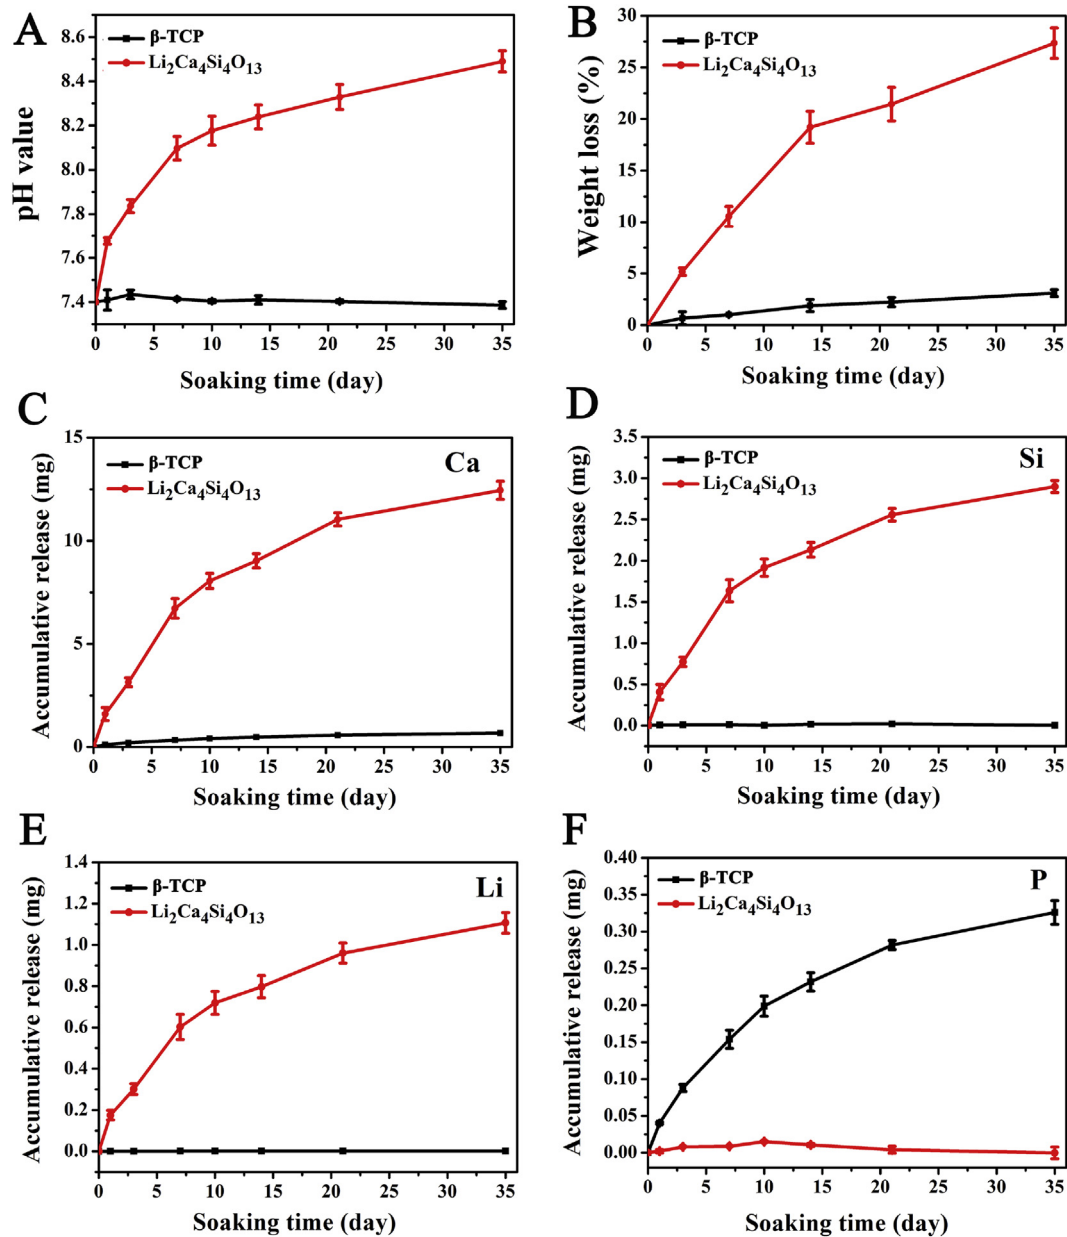 A
pH value
8.6
8.4
8.2
8.0
7.8
7.6
7.4
β-TCP
Li₂Ca₄Si₄O₁₃
0 5 10 15 20 25 30 35
Soaking time (day)
B
Weight loss (%)
30
25
20
15
10
5
0
β-TCP
Li₂Ca₄Si₄O₁₃
0 5 10 15 20 25 30 35
Soaking time (day)
C
Accumulative release (mg)
15
10
5
0
β-TCP
Li₂Ca₄Si₄O₁₃
Ca
0 5 10 15 20 25 30 35
Soaking time (day)
D
Accumulative release (mg)
3.5
3.0
2.5
2.0
1.5
1.0
0.5
0.0
β-TCP
Li₂Ca₄Si₄O₁₃
Si
0 5 10 15 20 25 30 35
Soaking time (day)
E
Accumulative release (mg)
1.4
1.2
1.0
0.8
0.6
0.4
0.2
0.0
β-TCP
Li₂Ca₄Si₄O₁₃
Li
0 5 10 15 20 25 30 35
Soaking time (day)
F
Accumulative release (mg)
0.40
0.35
0.30
0.25
0.20
0.15
0.10
0.05
0.00
β-TCP
Li₂Ca₄Si₄O₁₃
P
0 5 10 15 20 25 30 35
Soaking time (day)